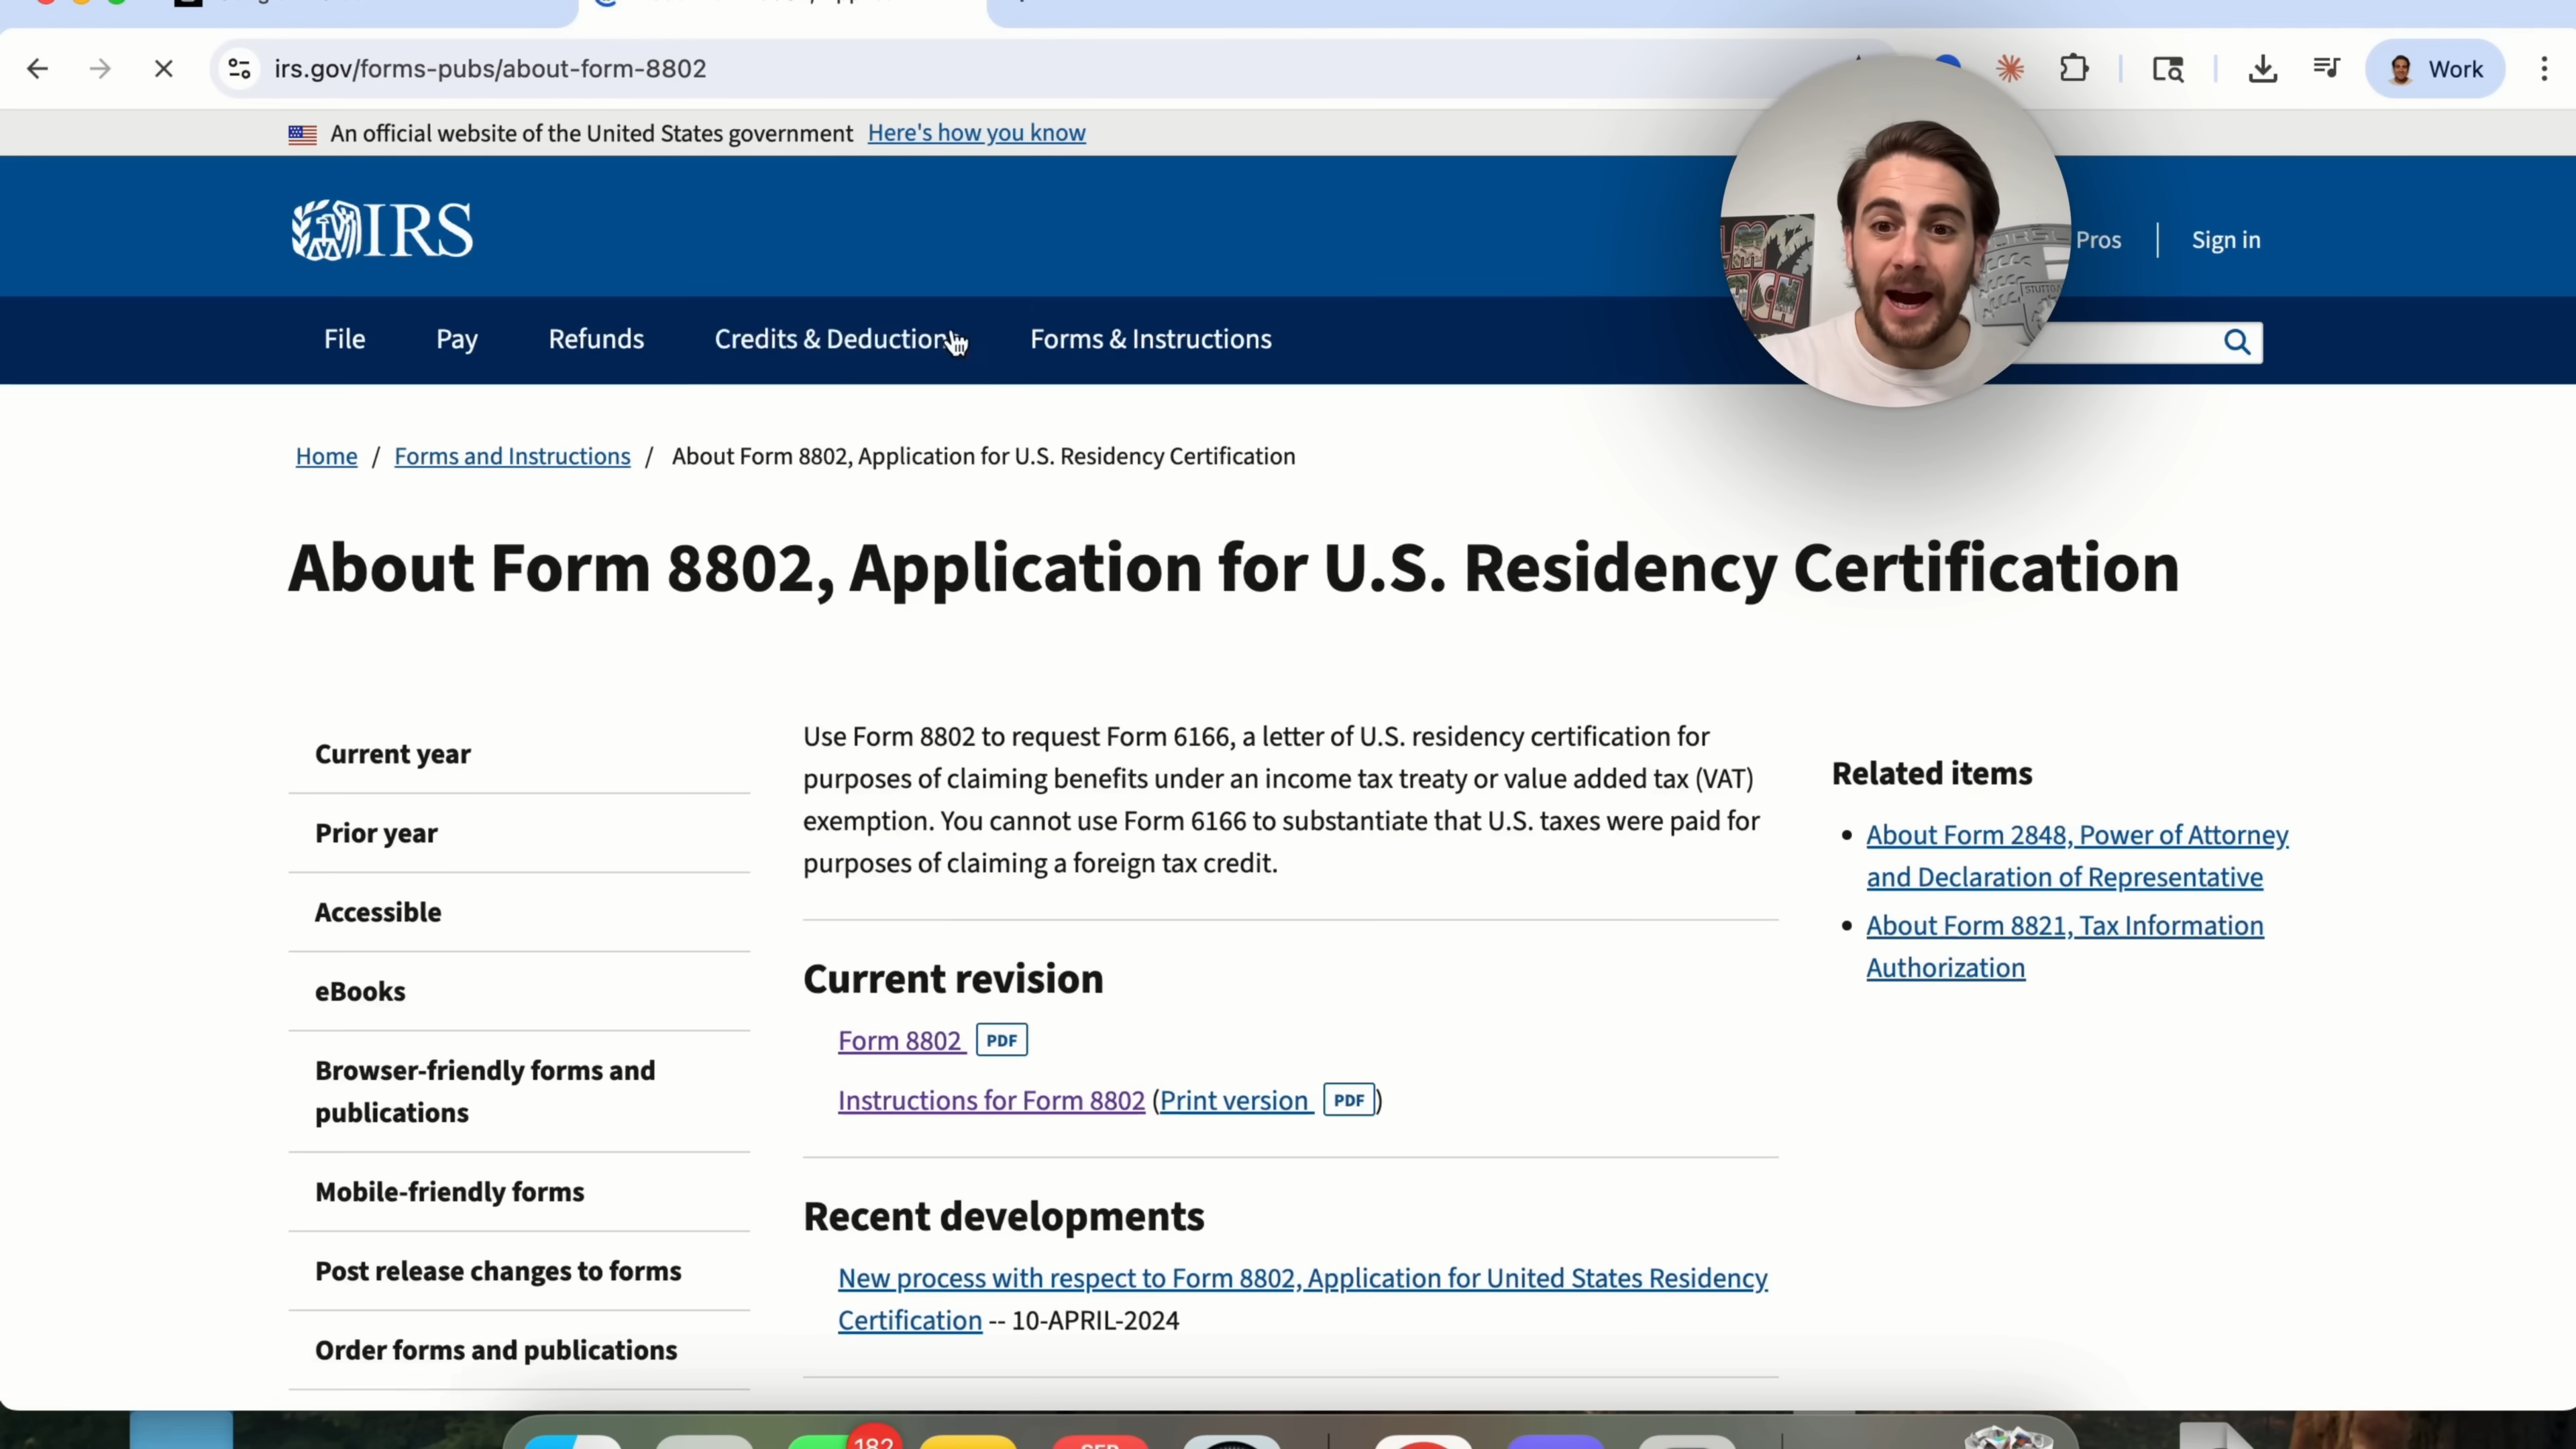 irs.gov/forms-pubs/about-form-8802
Work
An official website of the United States government Here's how you know
IRS
Pros
Sign in
File Pay Refunds Credits & Deductions Forms & Instructions
Home / Forms and Instructions / About Form 8802, Application for U.S. Residency Certification
About Form 8802, Application for U.S. Residency Certification
Current year
Prior year
Accessible
eBooks
Browser-friendly forms and
publications
Mobile-friendly forms
Post release changes to forms
Order forms and publications
Use Form 8802 to request Form 6166, a letter of U.S. residency certification for
purposes of claiming benefits under an income tax treaty or value added tax (VAT)
exemption. You cannot use Form 6166 to substantiate that U.S. taxes were paid for
purposes of claiming a foreign tax credit.
Current revision
Form 8802 PDF
Instructions for Form 8802 (Print version PDF)
Recent developments
New process with respect to Form 8802, Application for United States Residency
Certification -- 10-APRIL-2024
Related items
• About Form 2848, Power of Attorney
and Declaration of Representative
• About Form 8821, Tax Information
Authorization
182
SEP